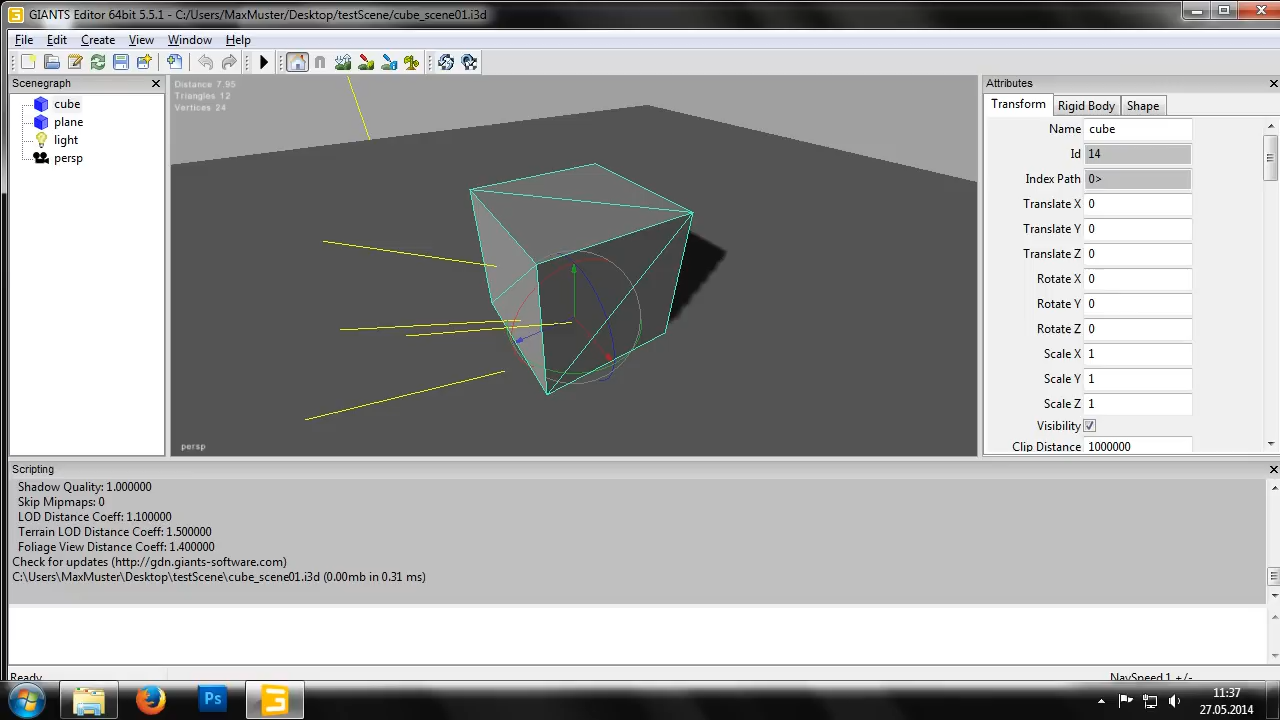 GIANTS Editor 64bit 5.5.1 - C:/Users/MaxMuster/Desktop/testScene/cube_scene01.i3d
File Edit Create View Window Help
Scenegraph
cube
plane
light
persp
Distance 7.95
Triangles 12
Vertices 24
persp
Attributes
Transform Rigid Body Shape
Name cube
Id 14
Index Path 0>
Translate X 0
Translate Y 0
Translate Z 0
Rotate X 0
Rotate Y 0
Rotate Z 0
Scale X 1
Scale Y 1
Scale Z 1
Visibility
Clip Distance 1000000
Scripting
Shadow Quality: 1.000000
Skip Mipmaps: 0
LOD Distance Coeff: 1.100000
Terrain LOD Distance Coeff: 1.500000
Foliage View Distance Coeff: 1.400000
Check for updates (http://gdn.giants-software.com)
C:\Users\MaxMuster\Desktop\testScene\cube_scene01.i3d (0.00mb in 0.31 ms)
Ready NavSpeed 1 +/-
Ps
11:37
27.05.2014